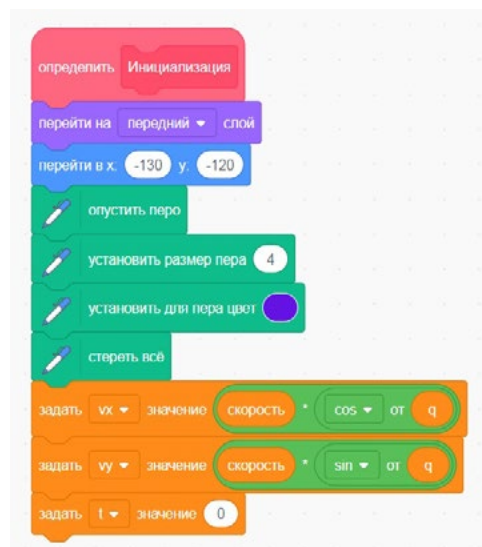 определить Инициализация
перейти на передний слой
перейти в x: -130 y: -120
опустить перо
установить размер пера 4
установить для пера цвет
стереть всё
задать vx значение скорость * cos от q
задать vy значение скорость * sin от q
задать t значение 0